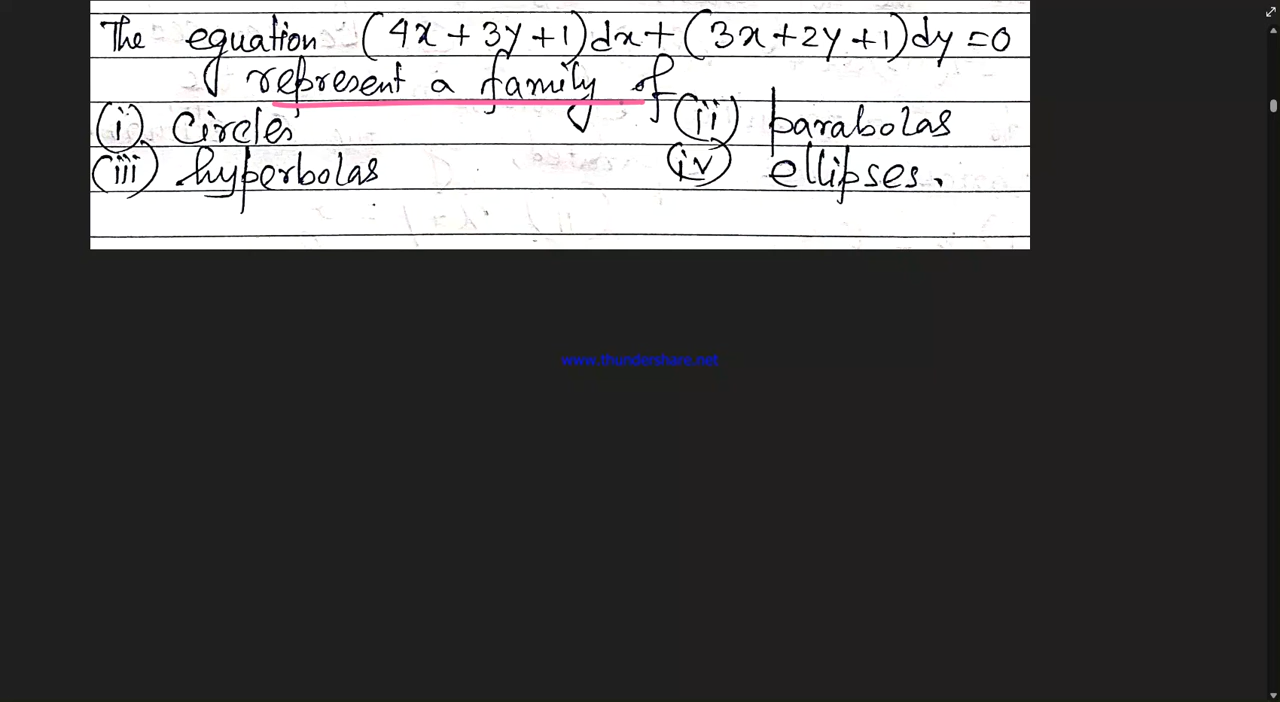 The equation (4x + 3y + 1)dx + (3x + 2y + 1)dy = 0
represent a family of
(i) Circles (ii) parabolas
(iii) hyperbolas (iv) ellipses.
www.thundershare.net